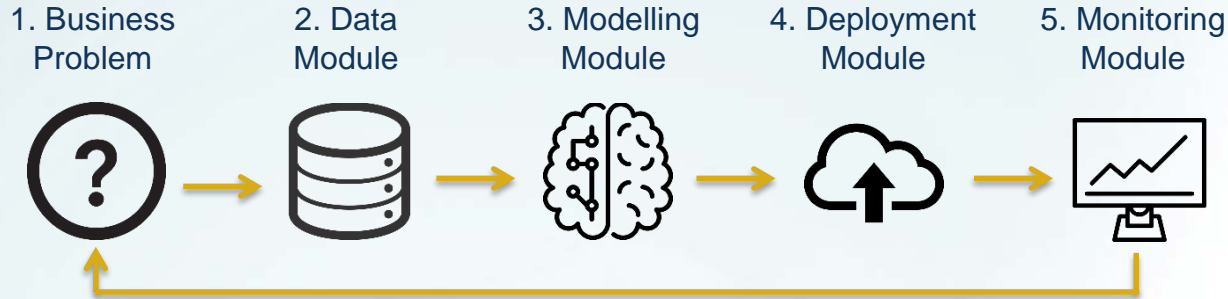 1. Business
Problem
2. Data
Module
3. Modelling
Module
4. Deployment
Module
5. Monitoring
Module
?